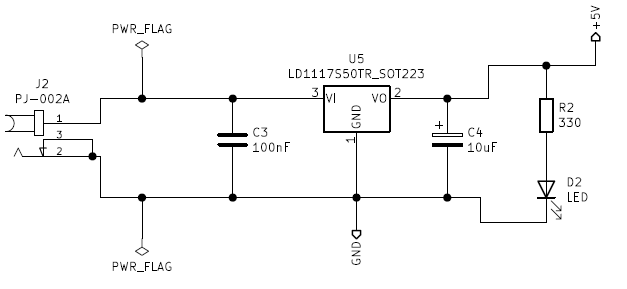 +5V
PWR_FLAG
U5
LD1117S50TR_SOT223
J2
PJ-002A
3 VI VO 2
GND
1
1
3
2
C3
100nF
C4
10uF
+
R2
330
D2
LED
GND
PWR_FLAG